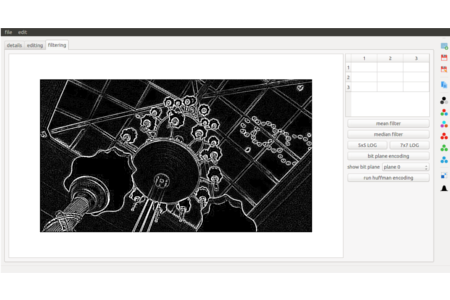 File edit
details editing filtering
1 2 3
1
2
3
mean filter
median filter
5x5 LOG 7x7 LOG
bit plane encoding
show bit plane plane 0
run huffman encoding